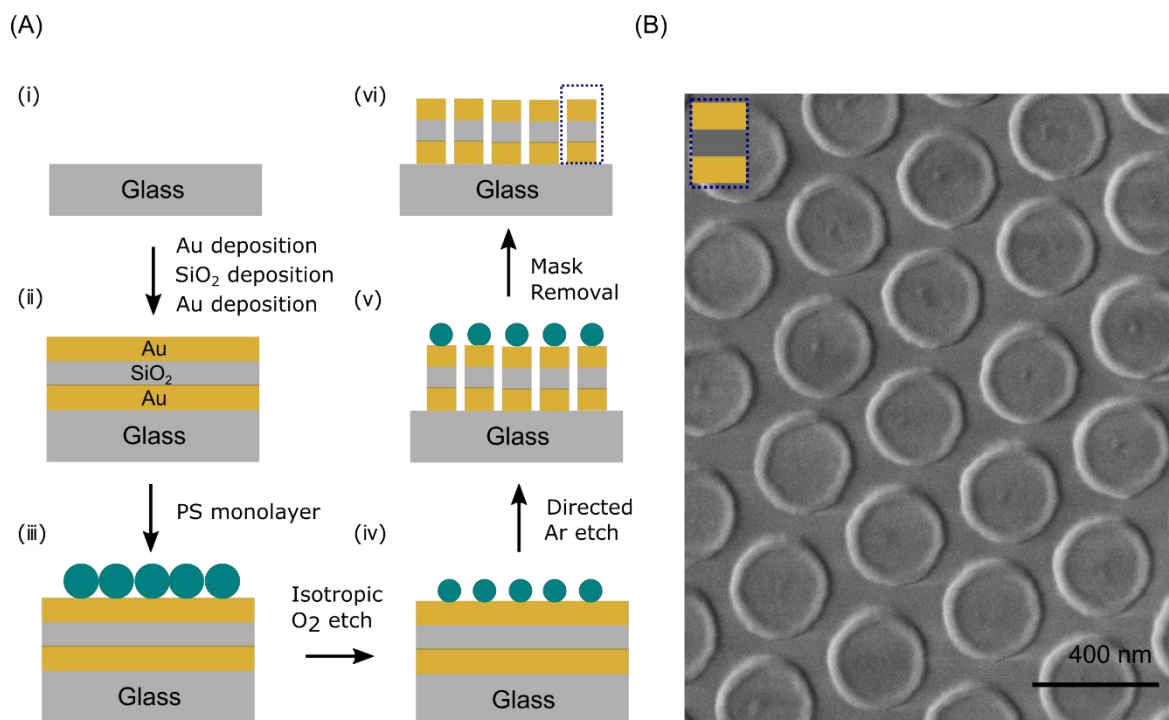 (A)
(i)
Glass
Au deposition
SiO₂ deposition
Au deposition
(ii)
Au
SiO₂
Au
Glass
PS monolayer
(iii)
Glass
Isotropic
O2 etch
(iv)
Glass
Directed
Ar etch
(v)
Glass
Mask
Removal
(vi)
Glass
(B)
400 nm